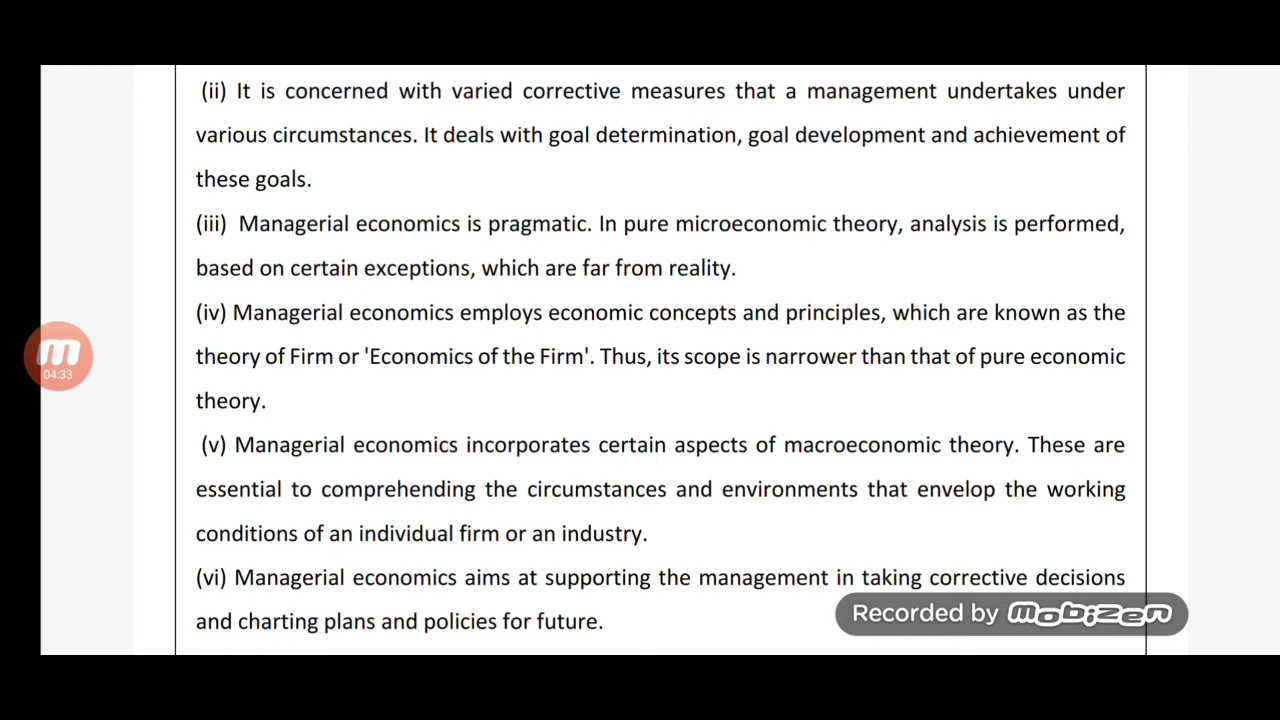 (ii) It is concerned with varied corrective measures that a management undertakes under
various circumstances. It deals with goal determination, goal development and achievement of
these goals.
(iii) Managerial economics is pragmatic. In pure microeconomic theory, analysis is performed,
based on certain exceptions, which are far from reality.
(iv) Managerial economics employs economic concepts and principles, which are known as the
theory of Firm or 'Economics of the Firm'. Thus, its scope is narrower than that of pure economic
theory.
(v) Managerial economics incorporates certain aspects of macroeconomic theory. These are
essential to comprehending the circumstances and environments that envelop the working
conditions of an individual firm or an industry.
(vi) Managerial economics aims at supporting the management in taking corrective decisions
and charting plans and policies for future.
m
04:33
Recorded by mobizen